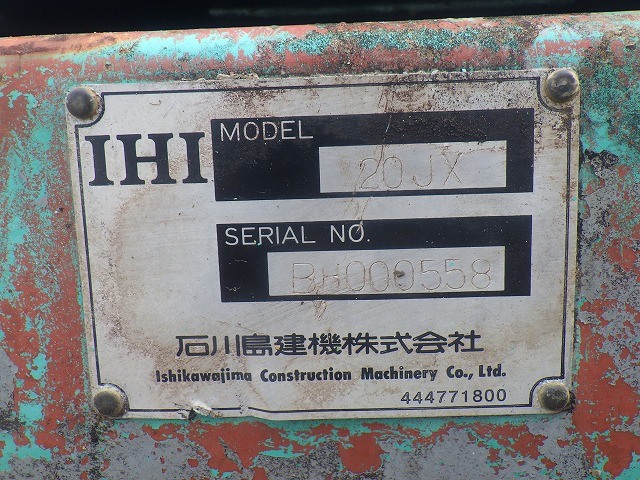 IHI
MODEL
20JX
SERIAL NO.
BH000558
石川島建機株式会社
Ishikawajima Construction Machinery Co., Ltd.
444771800